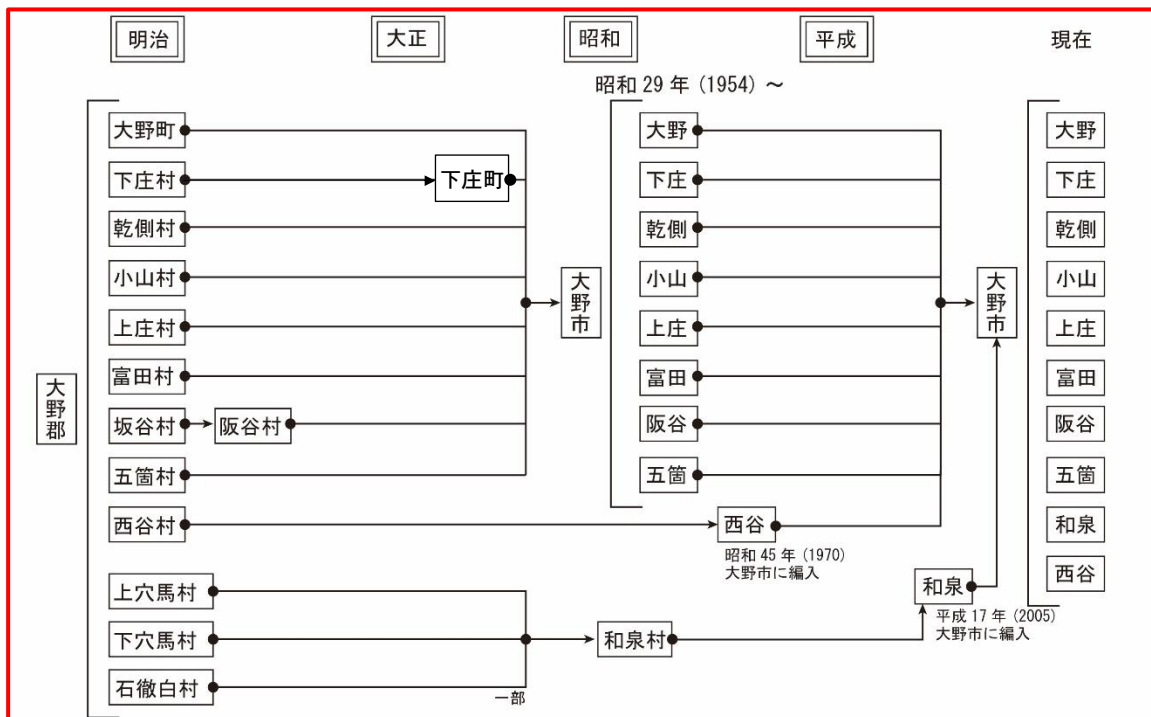 明治
大正
昭和
平成
現在
昭和 29 年 (1954) ～
大野郡
大野町
下庄村
下庄町
乾側村
小山村
上庄村
富田村
坂谷村
阪谷村
五箇村
西谷村
上穴馬村
下穴馬村
石徹白村
一部
大野市
和泉村
大野
下庄
乾側
小山
上庄
富田
阪谷
五箇
西谷
昭和 45 年 (1970)
大野市に編入
和泉
平成 17 年 (2005)
大野市に編入
大野市
大野
下庄
乾側
小山
上庄
富田
阪谷
五箇
和泉
西谷